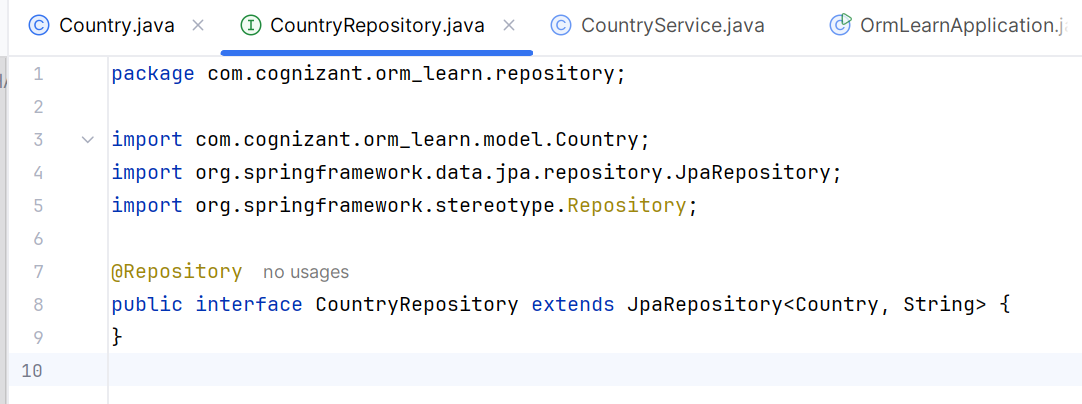 Country.java
CountryRepository.java
CountryService.java
OrmLearnApplication.j
1 package com.cognizant.orm_learn.repository;
2
3 import com.cognizant.orm_learn.model.Country;
4 import org.springframework.data.jpa.repository.JpaRepository;
5 import org.springframework.stereotype.Repository;
6
7 @Repository no usages
8 public interface CountryRepository extends JpaRepository<Country, String> {
9 }
10